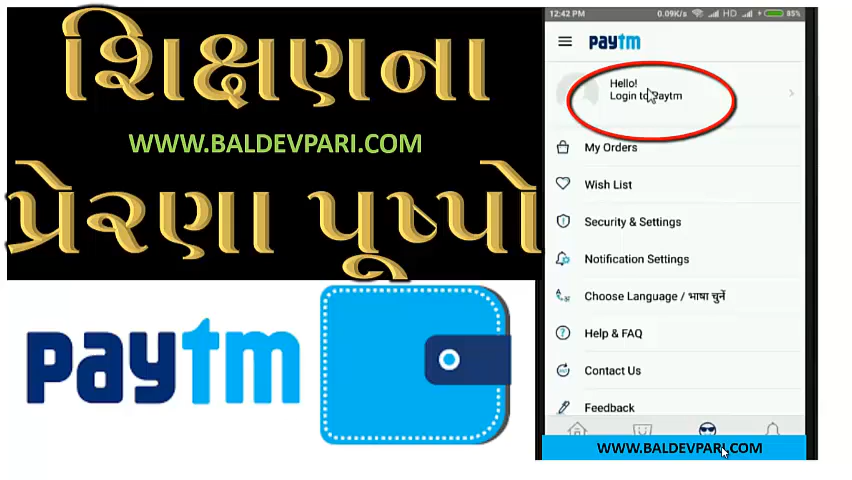 શિક્ષણના
WWW.BALDEVPARI.COM
પ્રેરણા પૂષ્પો
paytm
12:42 PM 0.09K/s HD 85%
paytm
Hello!
Login to Paytm
My Orders
Wish List
Security & Settings
Notification Settings
Choose Language / भाषा चुनें
Help & FAQ
Contact Us
Feedback
WWW.BALDEVPARI.COM